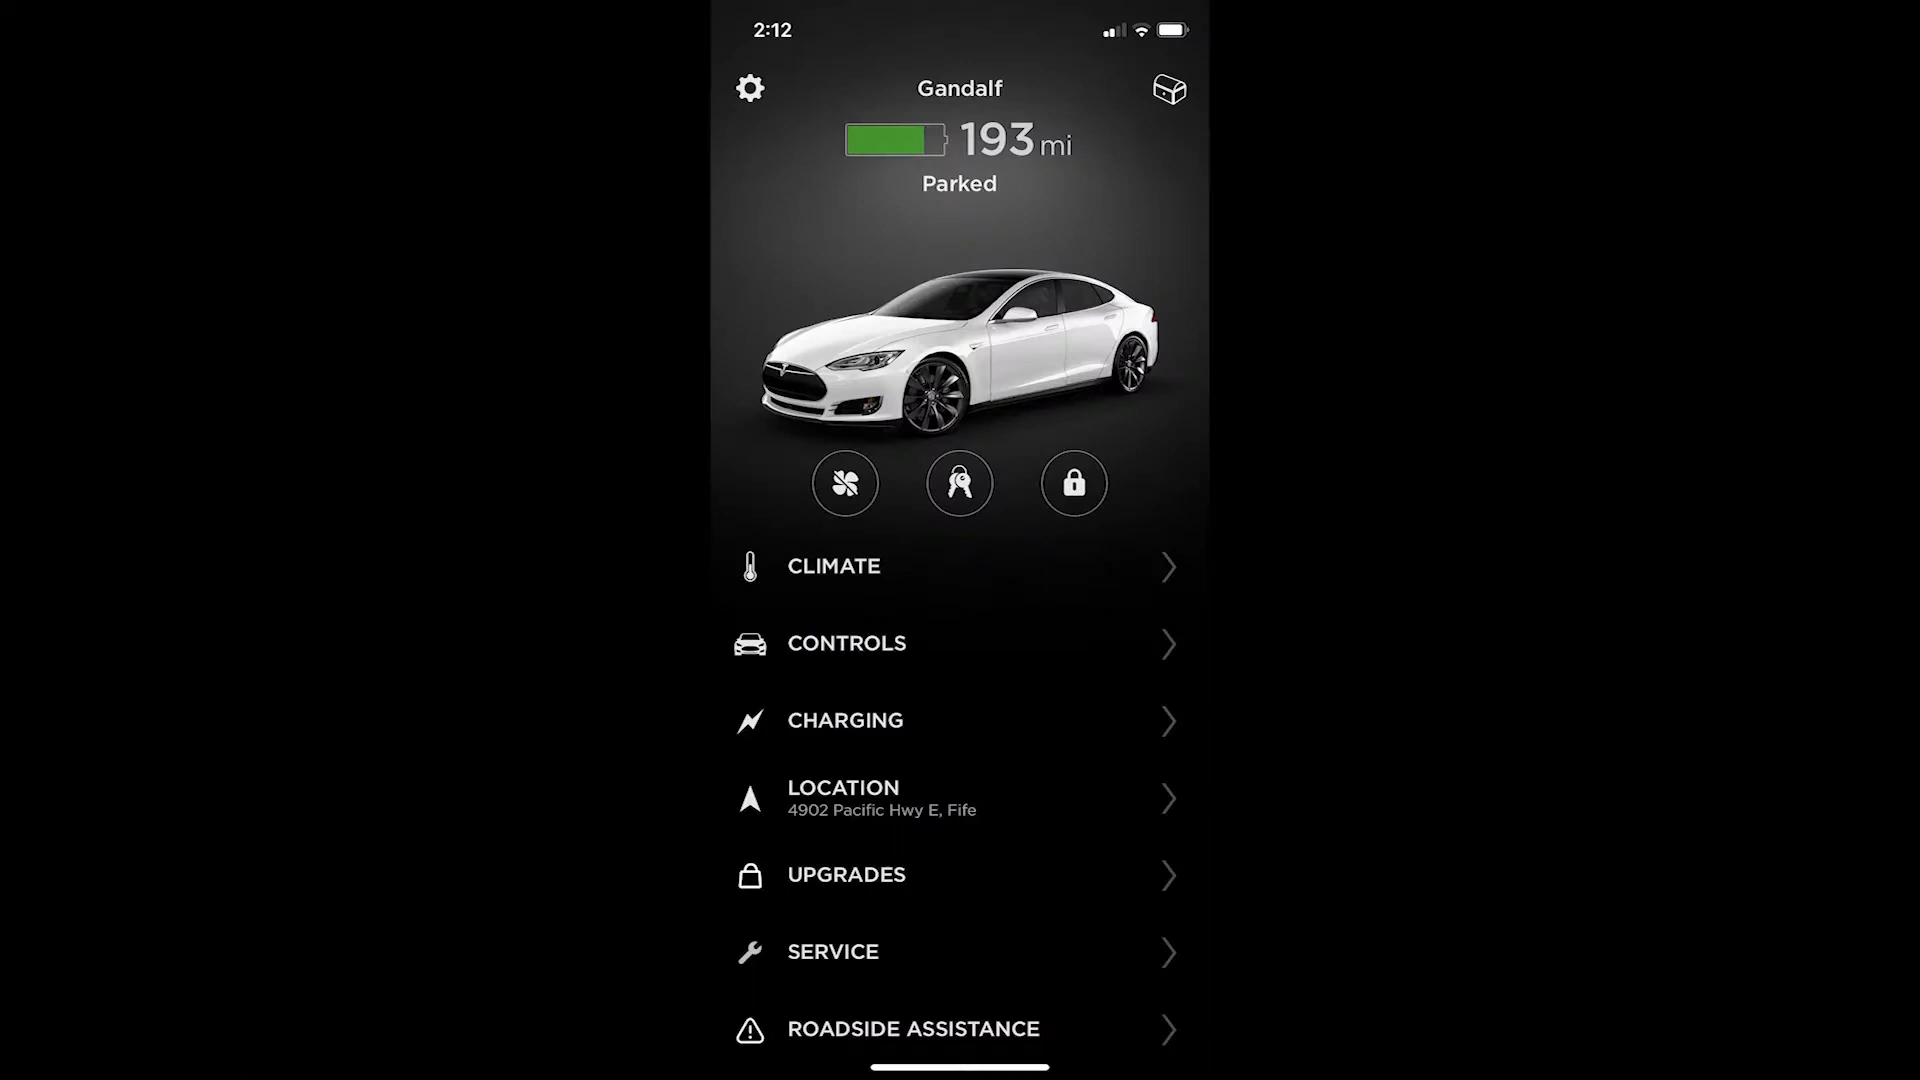 2:12
Gandalf
193 mi
Parked
CLIMATE
CONTROLS
CHARGING
LOCATION
4902 Pacific Hwy E, Fife
UPGRADES
SERVICE
ROADSIDE ASSISTANCE